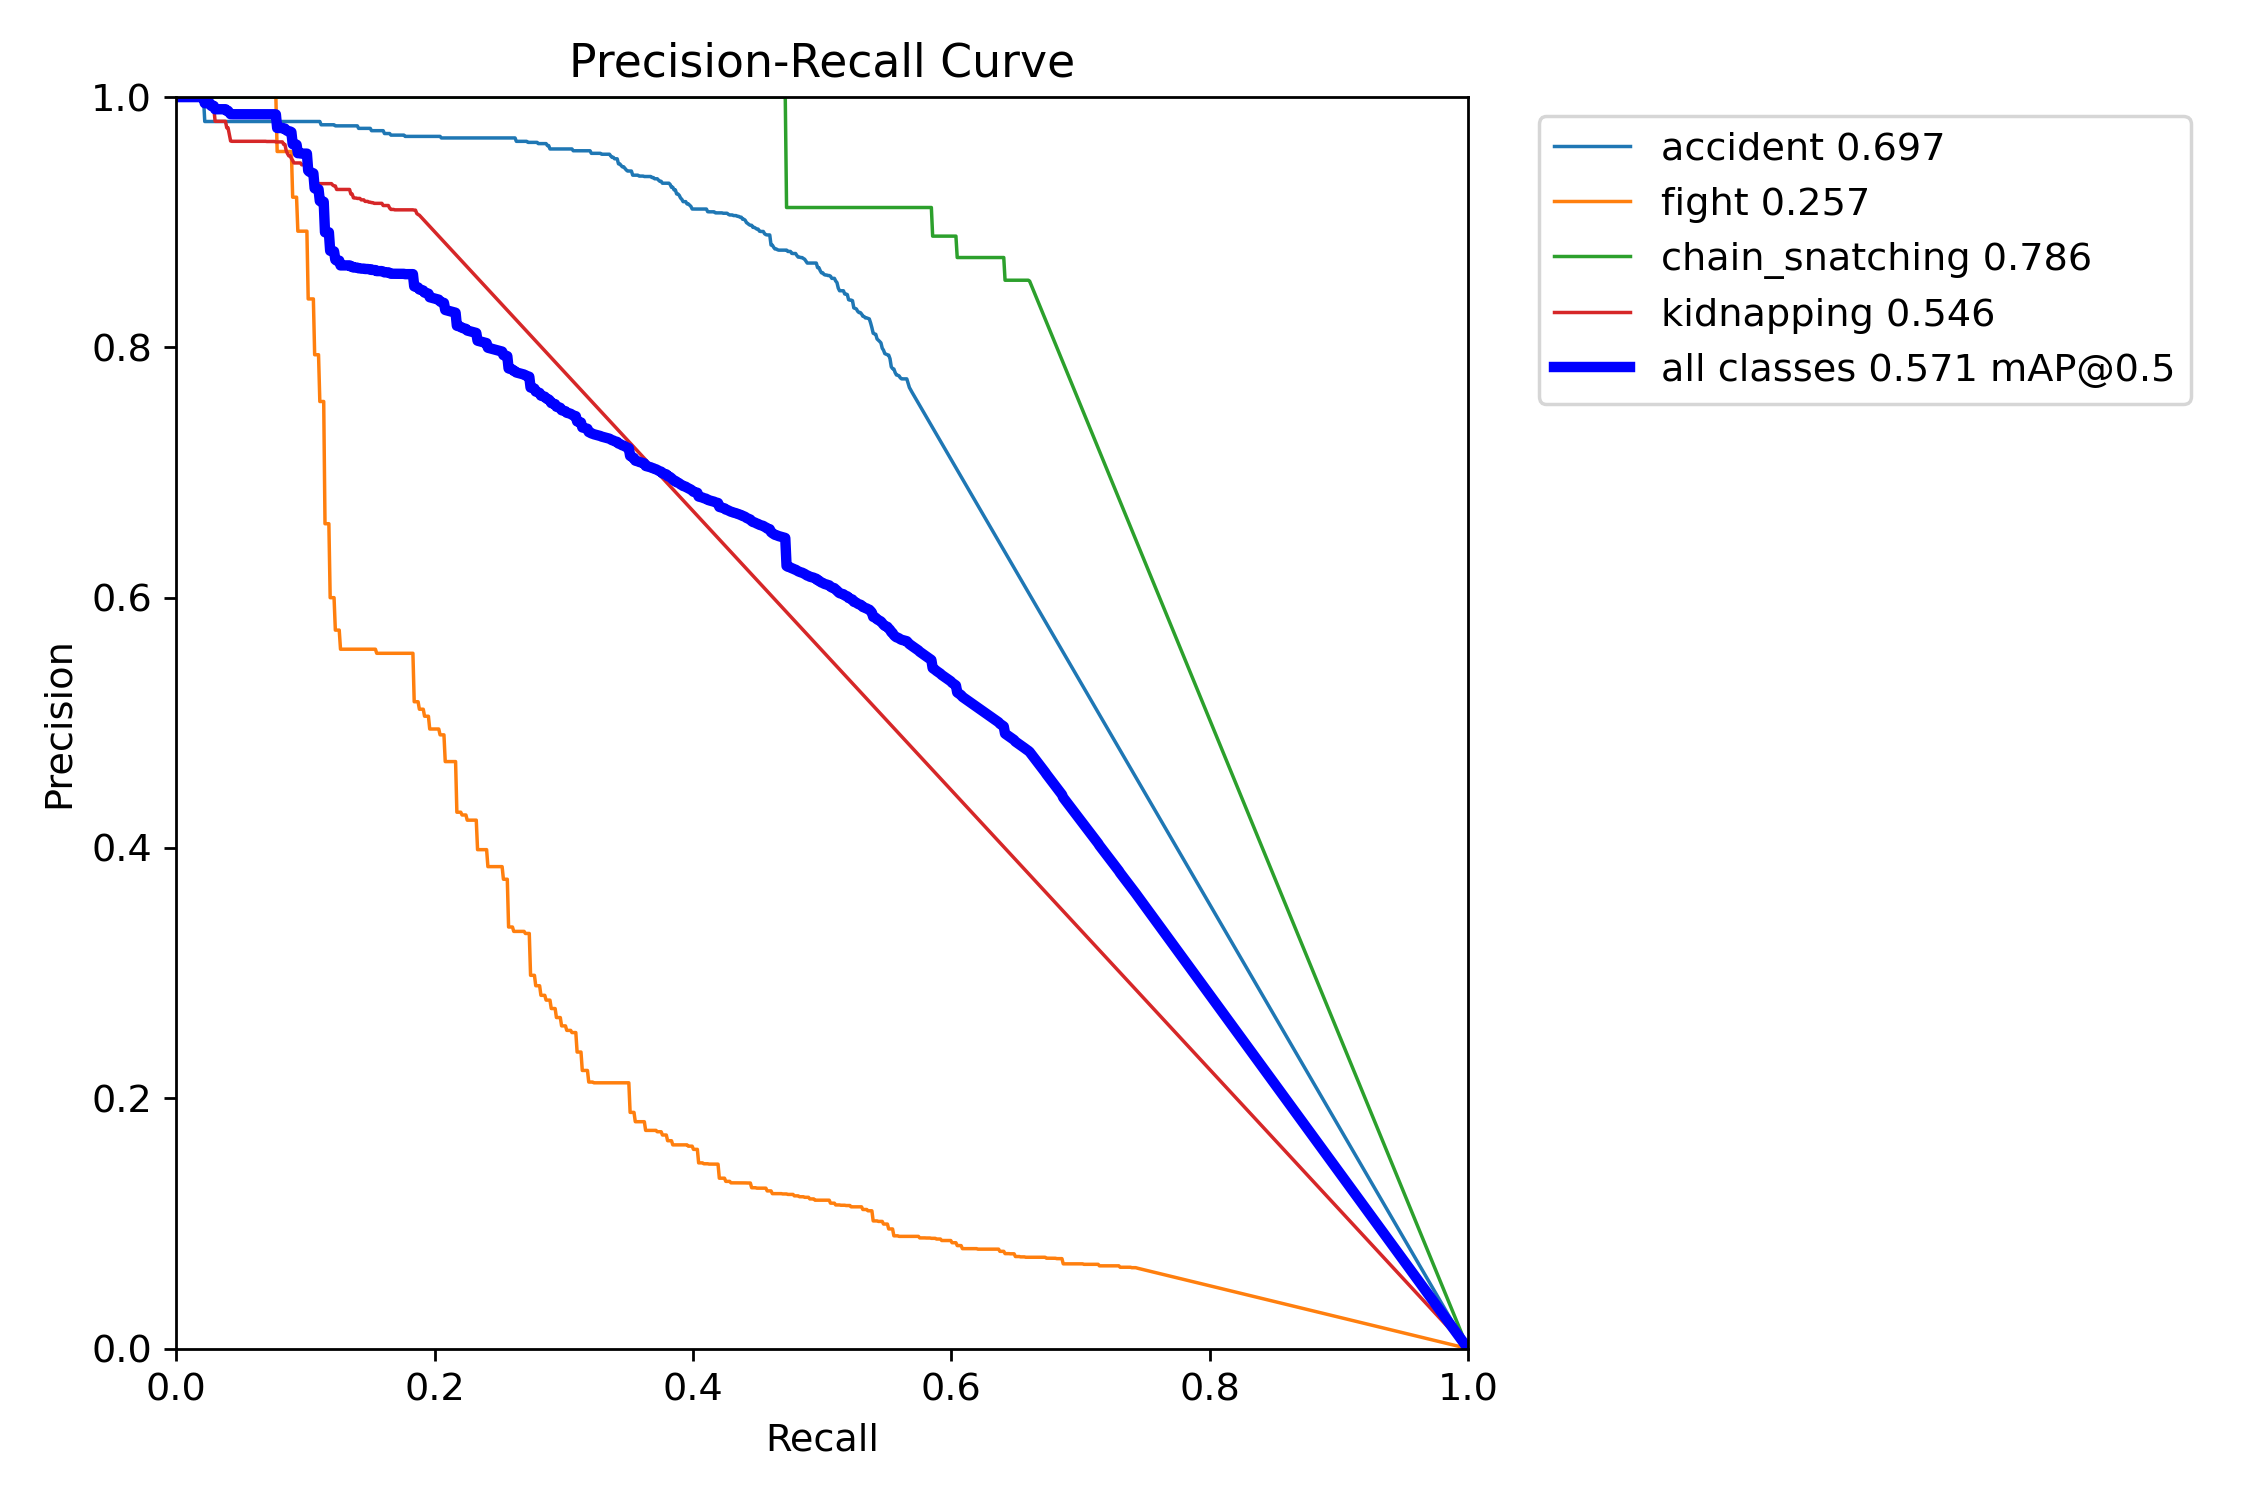 Precision-Recall Curve
1.0
0.8
0.6
0.4
0.2
0.0
Precision
0.0 0.2 0.4 0.6 0.8 1.0
Recall
accident 0.697
fight 0.257
chain_snatching 0.786
kidnapping 0.546
all classes 0.571 mAP@0.5